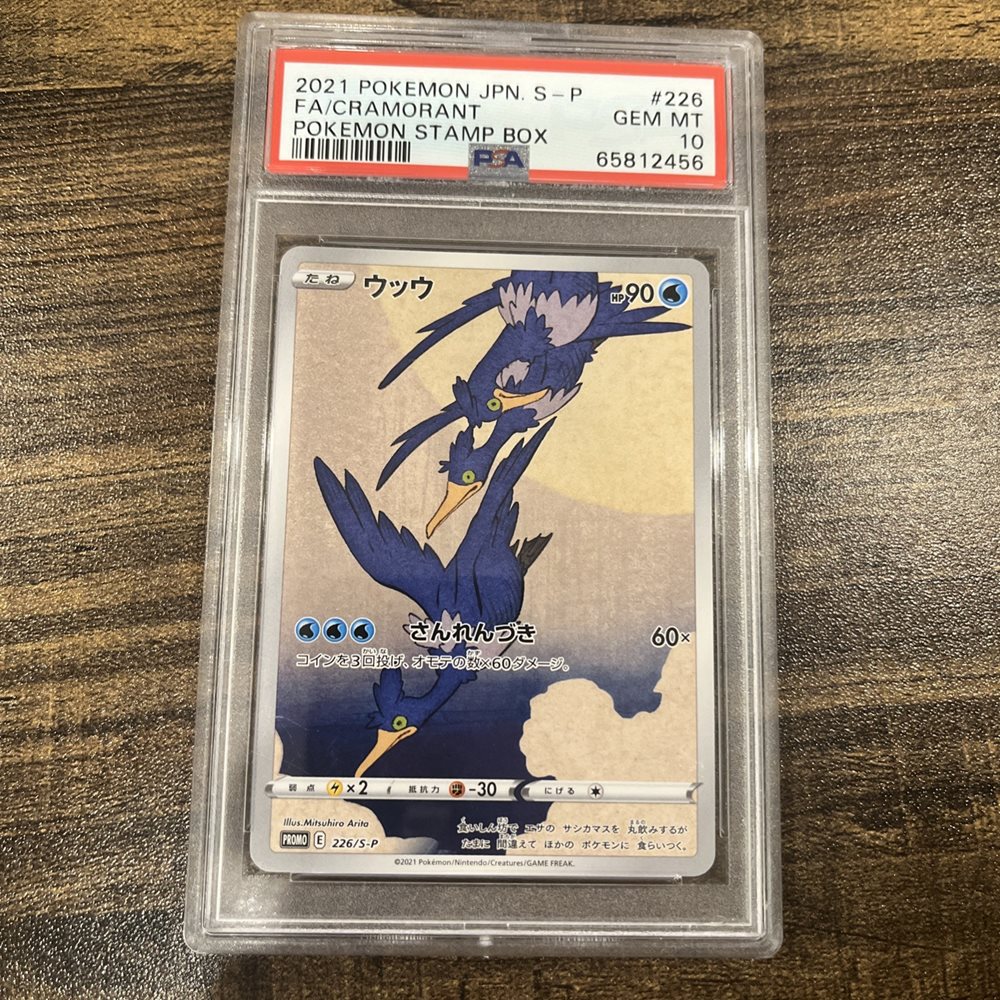 2021 POKEMON JPN. S-P #226
FA/CRAMORANT GEM MT
POKEMON STAMP BOX 10
PSA 65812456
たね ウッウ HP90
さんれんづき 60×
コインを3回投げ、オモテの数×60ダメージ。
弱点 ×2 抵抗力 -30 にげる
Illus. Mitsuhiro Arita
PROMO E 226/S-P
食いしん坊で エサの サシカマスを 丸飲みするが
たまに 間違えて ほかの ポケモンに 食らいつく。
©2021 Pokémon/Nintendo/Creatures/GAME FREAK.